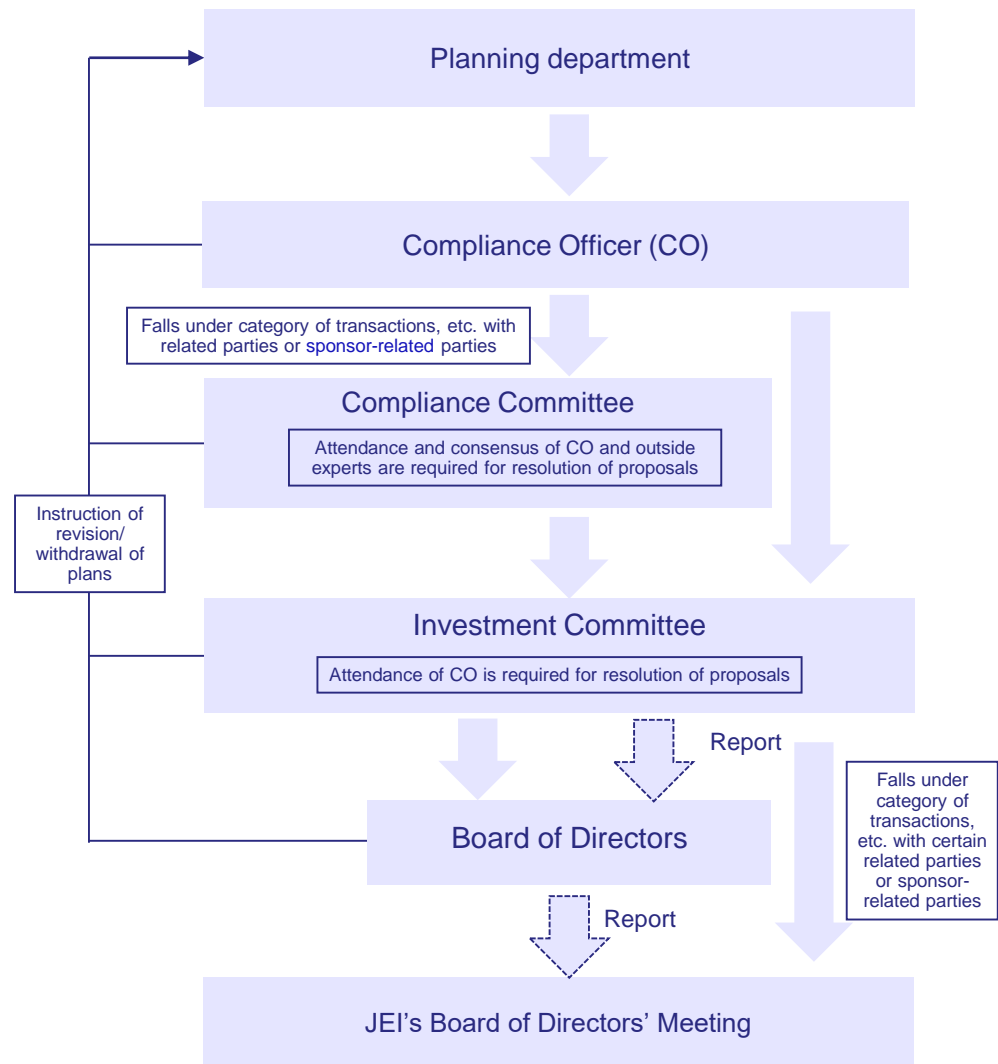 Planning department
Compliance Officer (CO)
Falls under category of transactions, etc. with
related parties or sponsor-related parties
Compliance Committee
Attendance and consensus of CO and outside
experts are required for resolution of proposals
Instruction of
revision/
withdrawal of
plans
Investment Committee
Attendance of CO is required for resolution of proposals
Report
Falls under
category of
transactions,
etc. with certain
related parties
or sponsor-
related parties
Board of Directors
Report
JEI’s Board of Directors’ Meeting